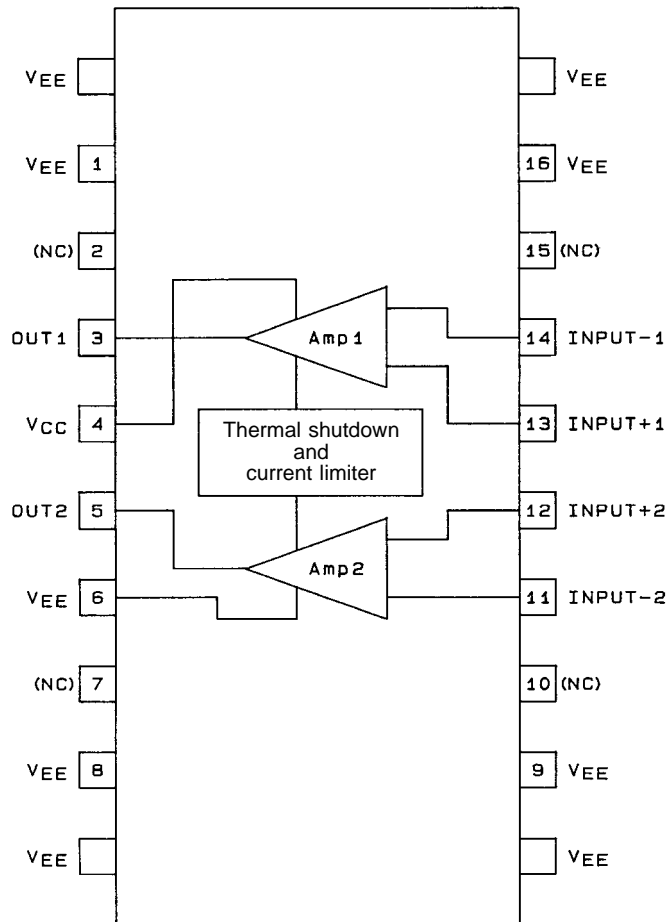 VEE VEE
VEE 1 16 VEE
(NC) 2 15 (NC)
OUT1 3 Amp1 14 INPUT-1
VCC 4 13 INPUT+1
Thermal shutdown
and
current limiter
OUT2 5 12 INPUT+2
Amp2
VEE 6 11 INPUT-2
(NC) 7 10 (NC)
VEE 8 9 VEE
VEE VEE